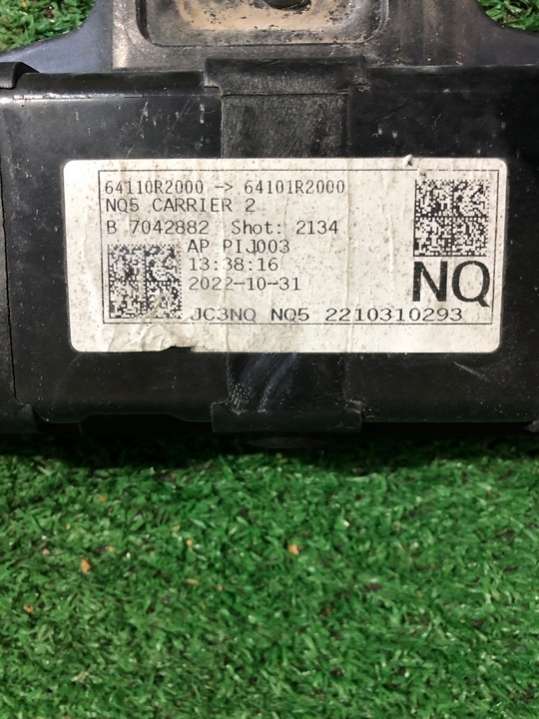 64110R2000 -> 64101R2000
NQ5 CARRIER 2
B 7042882 Shot: 2134
AP PIJ003
13:38:16
2022-10-31
NQ
JC3NQ NQ5 2210310293